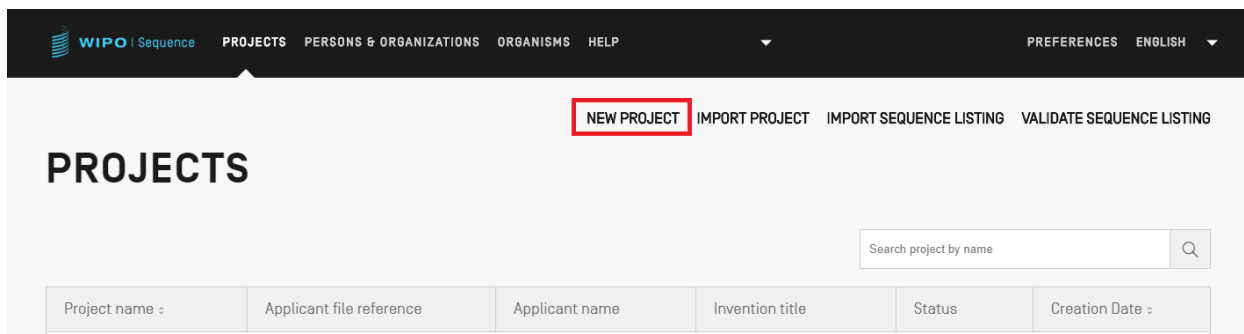 WIPO | Sequence PROJECTS PERSONS & ORGANIZATIONS ORGANISMS HELP PREFERENCES ENGLISH
NEW PROJECT IMPORT PROJECT IMPORT SEQUENCE LISTING VALIDATE SEQUENCE LISTING
PROJECTS
Search project by name
Project name Applicant file reference Applicant name Invention title Status Creation Date